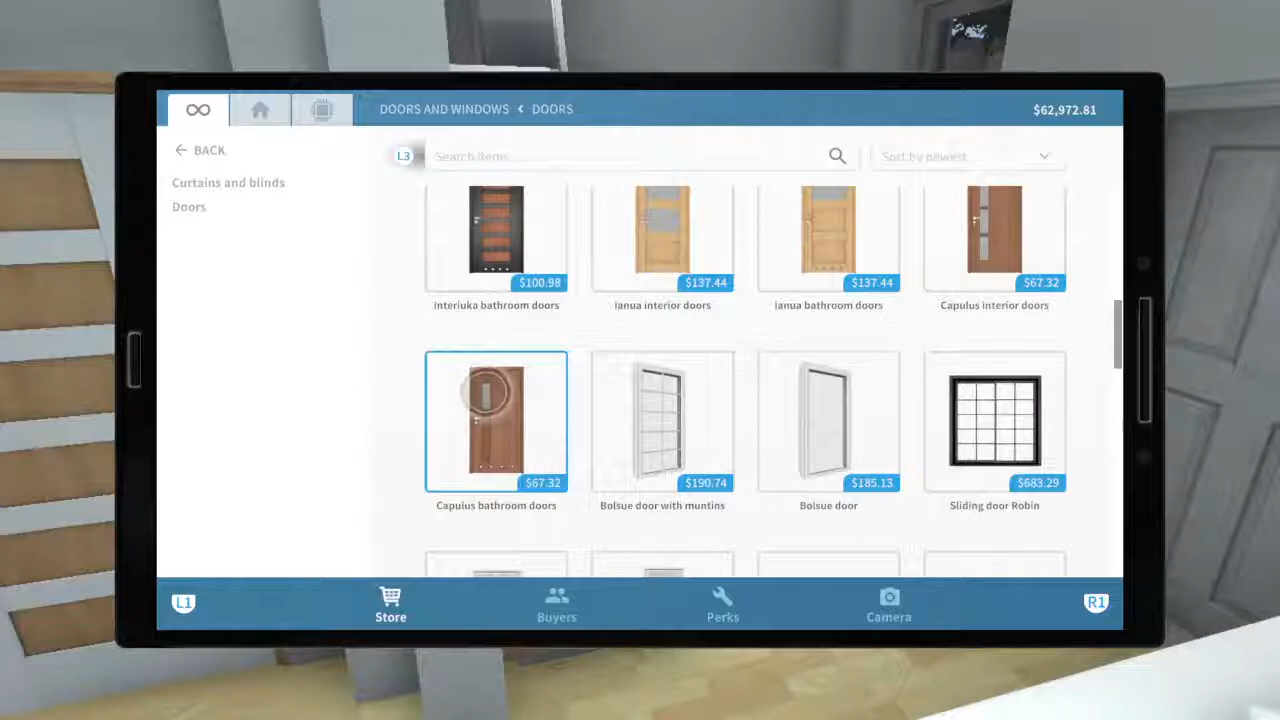 DOORS AND WINDOWS < DOORS
$62,972.81
BACK
Curtains and blinds
Doors
L3
Search items
Sort by newest
$100.98
$137.44
$137.44
$67.32
Interiuka bathroom doors
Ianua interior doors
Ianua bathroom doors
Capulus interior doors
$67.32
$190.74
$185.13
$683.29
Capulus bathroom doors
Bolsue door with muntins
Bolsue door
Sliding door Robin
L1
Store
Buyers
Perks
Camera
R1